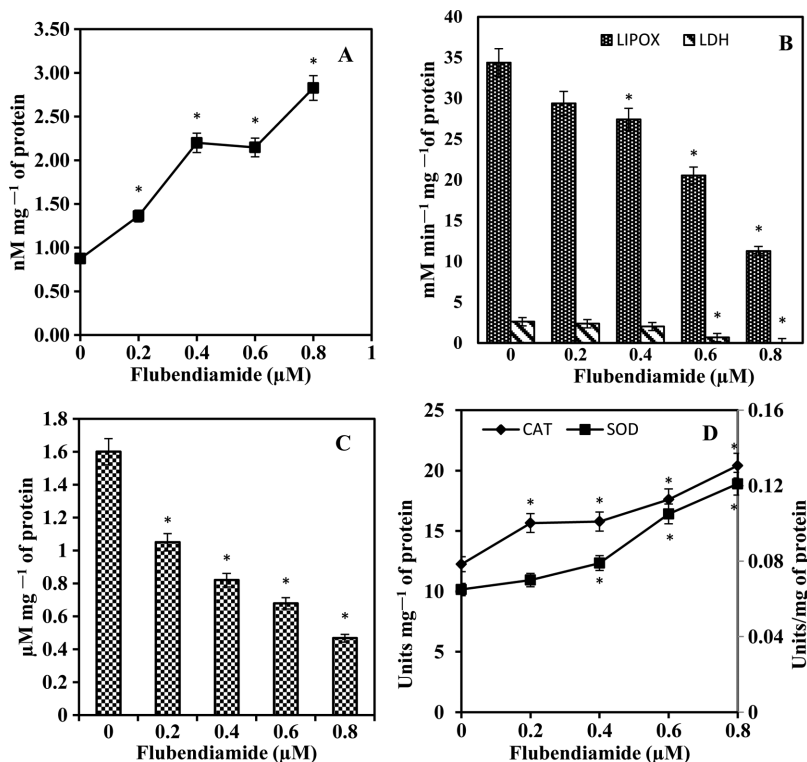 A
nM mg −1 of protein
3.50
3.00
2.50
2.00
1.50
1.00
0.50
0.00
* * * *
0 0.2 0.4 0.6 0.8 1
Flubendiamide (µM)
B
LIPOX LDH
mM min−1 mg −1of protein
40
35
30
25
20
15
10
5
0
* * * * *
0 0.2 0.4 0.6 0.8
Flubendiamide (µM)
C
µM mg −1 of protein
1.8
1.6
1.4
1.2
1
0.8
0.6
0.4
0.2
0
* * * *
0 0.2 0.4 0.6 0.8
Flubendiamide (µM)
D
CAT SOD
Units mg−1 of protein
25
20
15
10
5
0
* * * * * * *
0 0.2 0.4 0.6 0.8
Flubendiamide (µM)
0.16
0.12
0.08
0.04
0
Units/mg of protein